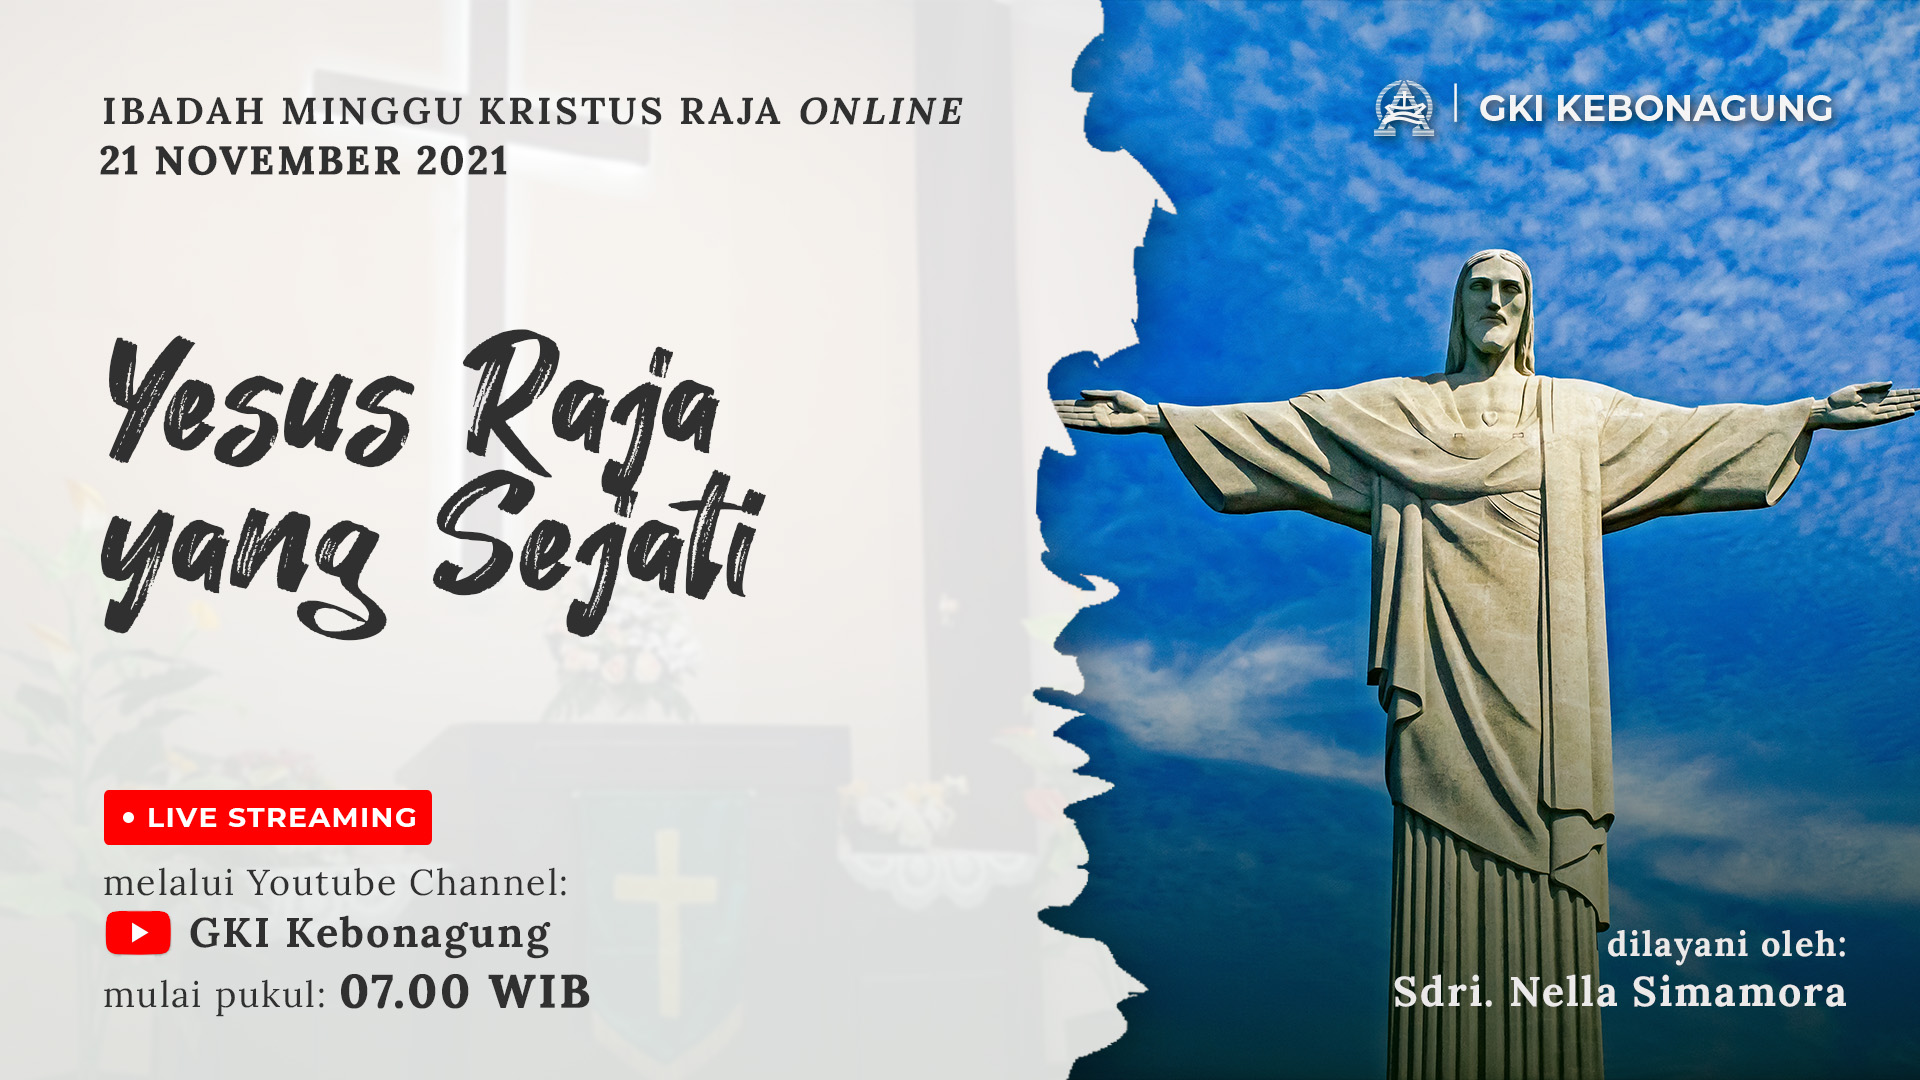 IBADAH MINGGU KRISTUS RAJA ONLINE
21 NOVEMBER 2021
GKI KEBONAGUNG
Yesus Raja
yang Sejati
• LIVE STREAMING
melalui Youtube Channel:
GKI Kebonagung
mulai pukul: 07.00 WIB
dilayani oleh:
Sdri. Nella Simamora